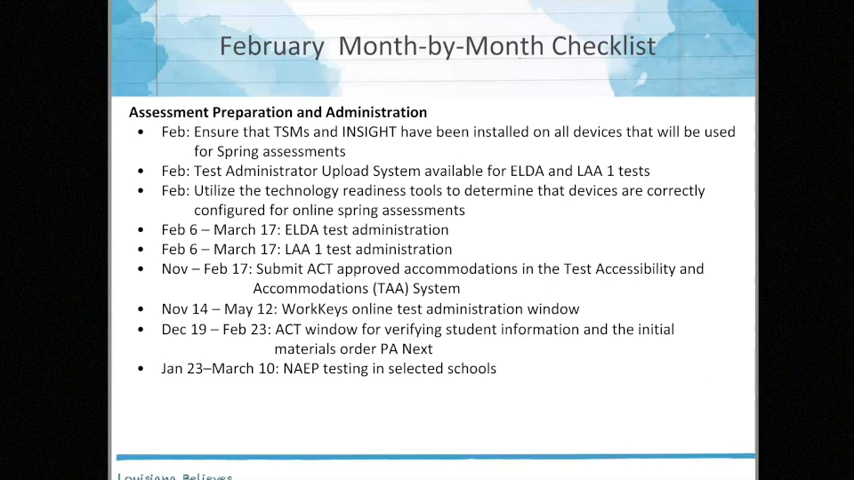 February Month-by-Month Checklist
Assessment Preparation and Administration
• Feb: Ensure that TSMs and INSIGHT have been installed on all devices that will be used
for Spring assessments
• Feb: Test Administrator Upload System available for ELDA and LAA 1 tests
• Feb: Utilize the technology readiness tools to determine that devices are correctly
configured for online spring assessments
• Feb 6 – March 17: ELDA test administration
• Feb 6 – March 17: LAA 1 test administration
• Nov – Feb 17: Submit ACT approved accommodations in the Test Accessibility and
Accommodations (TAA) System
• Nov 14 – May 12: WorkKeys online test administration window
• Dec 19 – Feb 23: ACT window for verifying student information and the initial
materials order PA Next
• Jan 23–March 10: NAEP testing in selected schools
Louisiana Believes